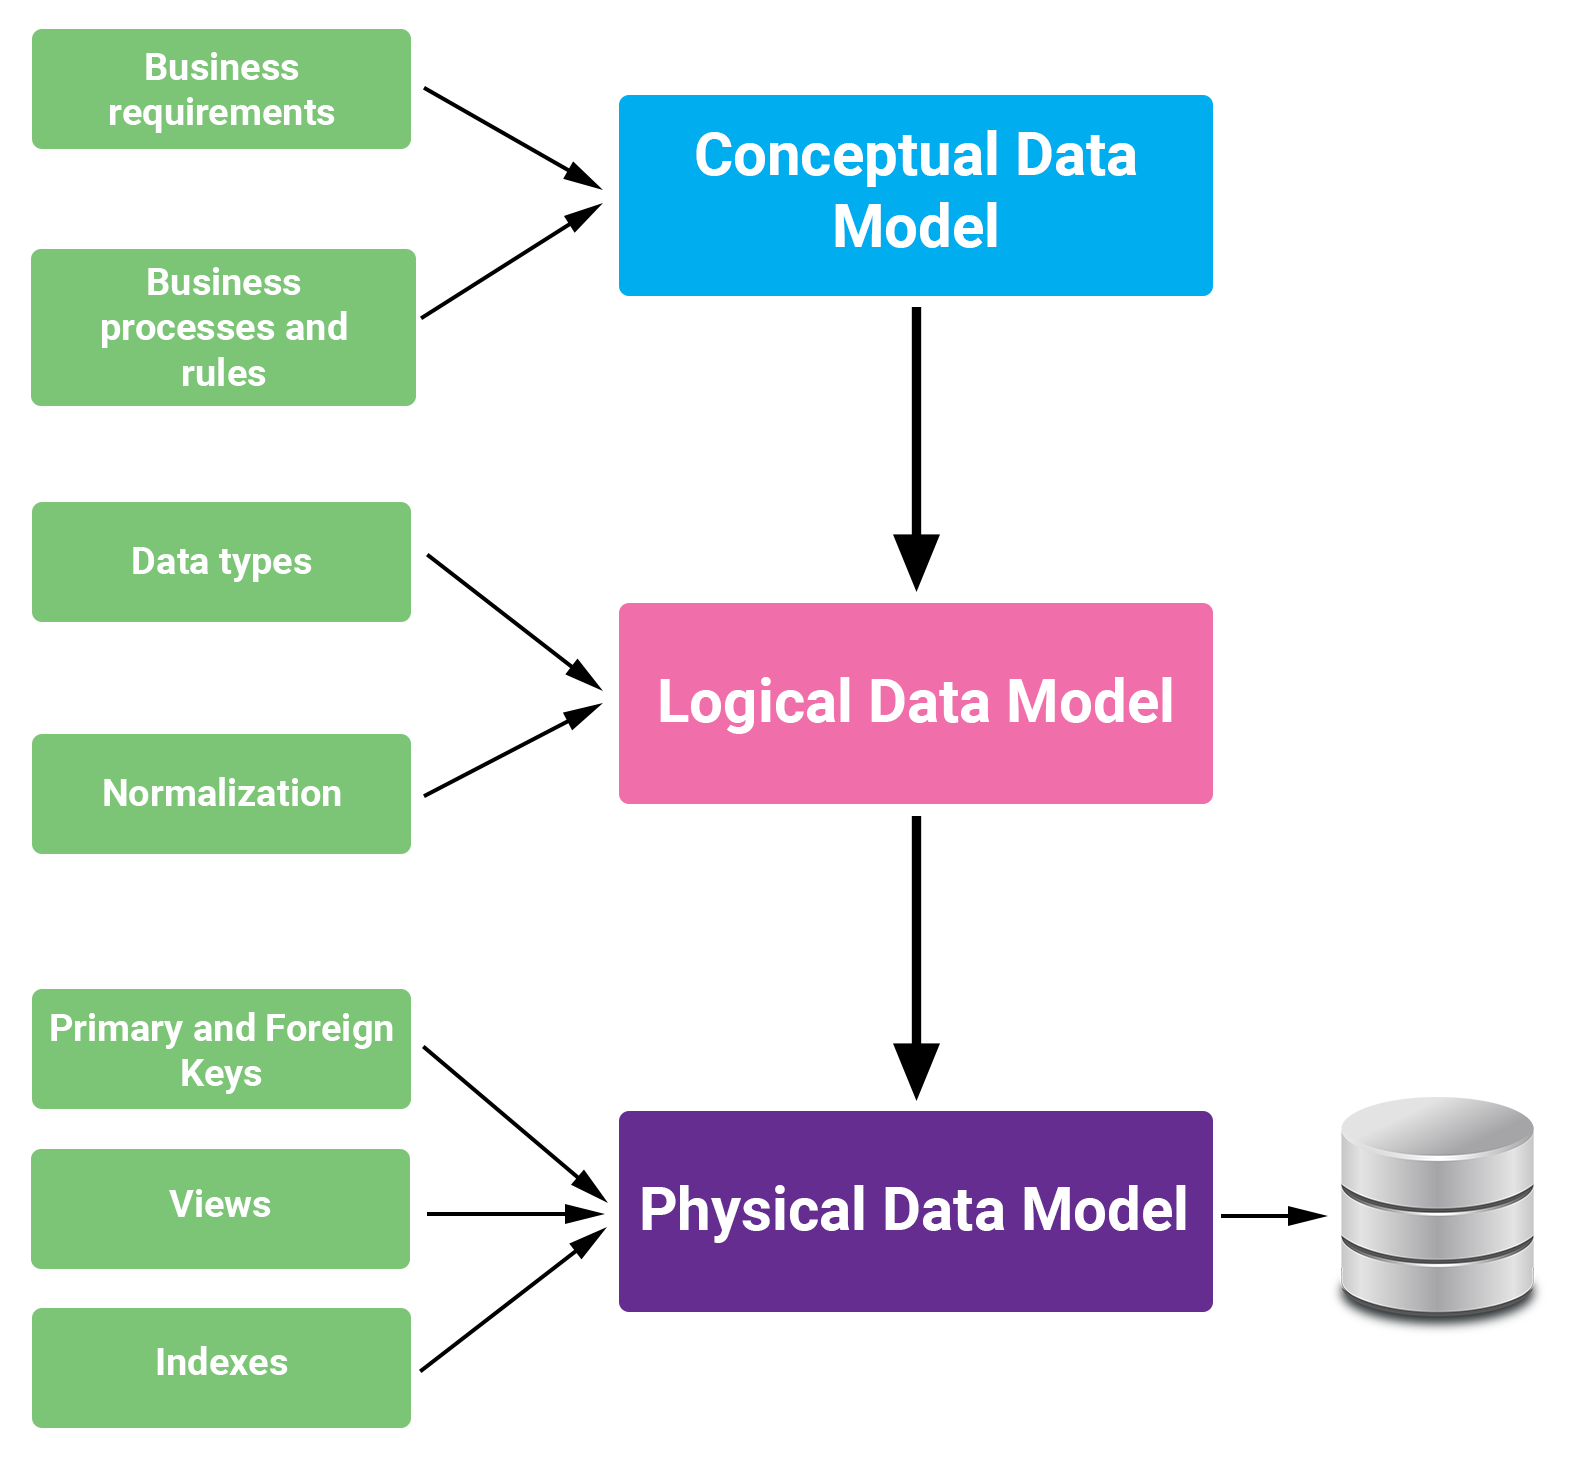 Business
requirements
Conceptual Data
Model
Business
processes and
rules
Data types
Logical Data Model
Normalization
Primary and Foreign
Keys
Views
Physical Data Model
Indexes